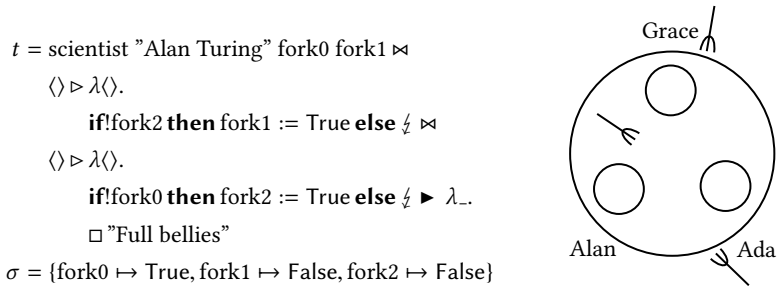 t = scientist ”Alan Turing” fork0 fork1 ⋈
⟨⟩ ▷ λ⟨⟩.
if!fork2 then fork1 := True else ↯ ⋈
⟨⟩ ▷ λ⟨⟩.
if!fork0 then fork2 := True else ↯ ► λ_.
□ ”Full bellies”
σ = {fork0 ↦ True, fork1 ↦ False, fork2 ↦ False}
Grace
Alan
Ada